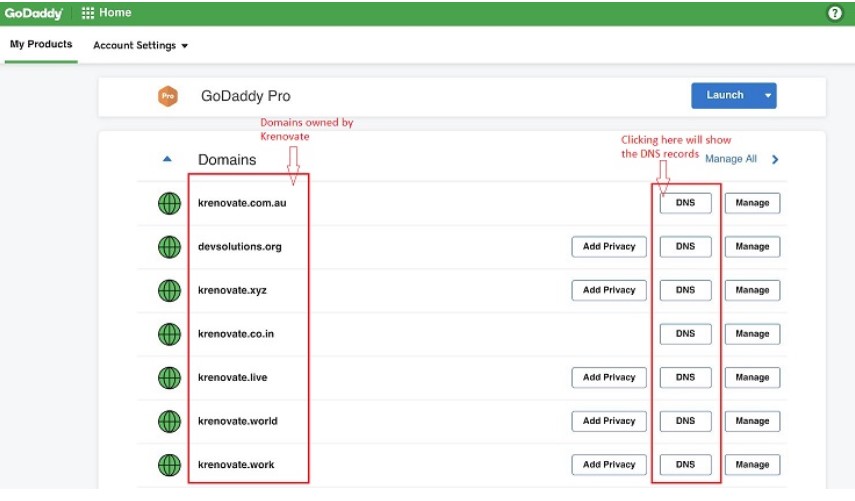 GoDaddy Home ?
My Products Account Settings
Pro GoDaddy Pro Launch
Domains owned by
Krenovate
Clicking here will show
the DNS records
Domains Manage All
krenovate.com.au DNS Manage
devsolutions.org Add Privacy DNS Manage
krenovate.xyz Add Privacy DNS Manage
krenovate.co.in DNS Manage
krenovate.live Add Privacy DNS Manage
krenovate.world Add Privacy DNS Manage
krenovate.work Add Privacy DNS Manage